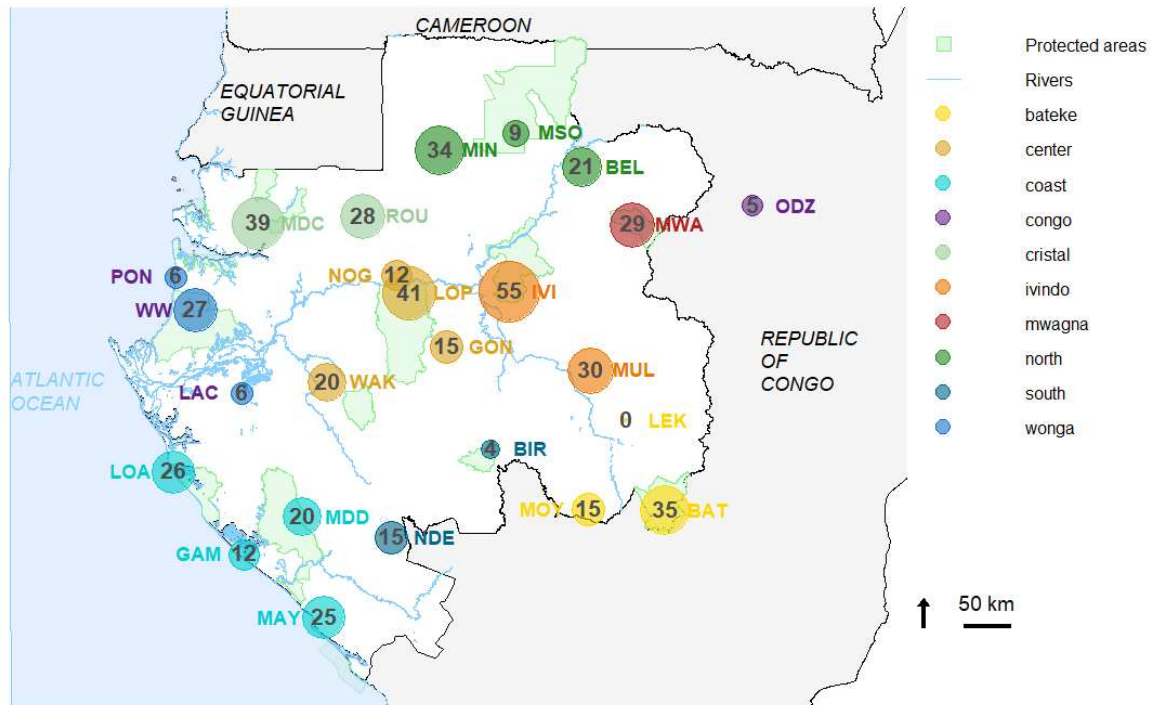 CAMEROON
EQUATORIAL
GUINEA
9 MSO
34 MIN
21 BEL
5 ODZ
39 MDC
28 ROU
29 MWA
PON 6
NOG 12
41 LOP
55 IVI
WW 27
15 GON
REPUBLIC
OF
CONGO
ATLANTIC
OCEAN
LAC 6
20 WAK
30 MUL
0 LEK
4 BIR
LOA 26
20 MDD
15 NDE
MOY 15
35 BAT
GAM 12
MAY 25
Protected areas
Rivers
bateke
center
coast
congo
cristal
ivindo
mwagna
north
south
wonga
50 km